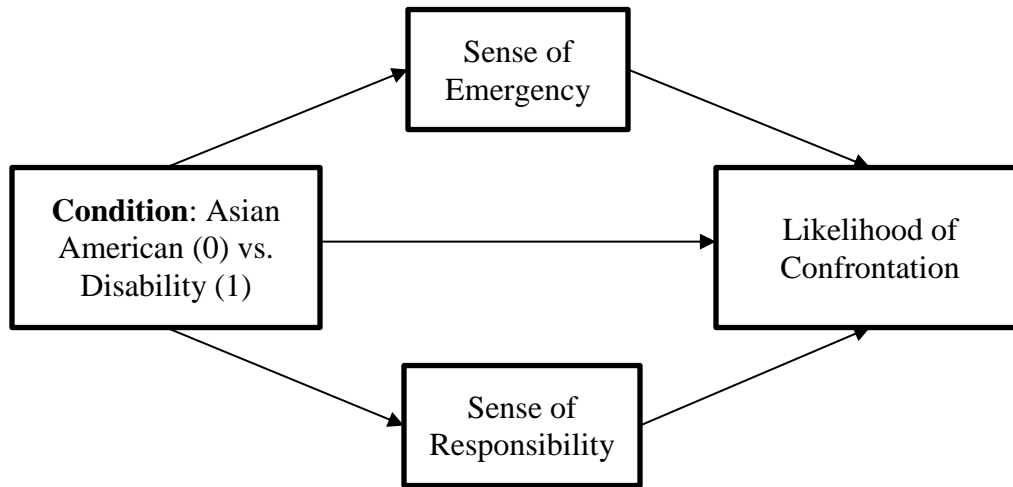 Sense of
Emergency
Condition: Asian
American (0) vs.
Disability (1)
Likelihood of
Confrontation
Sense of
Responsibility